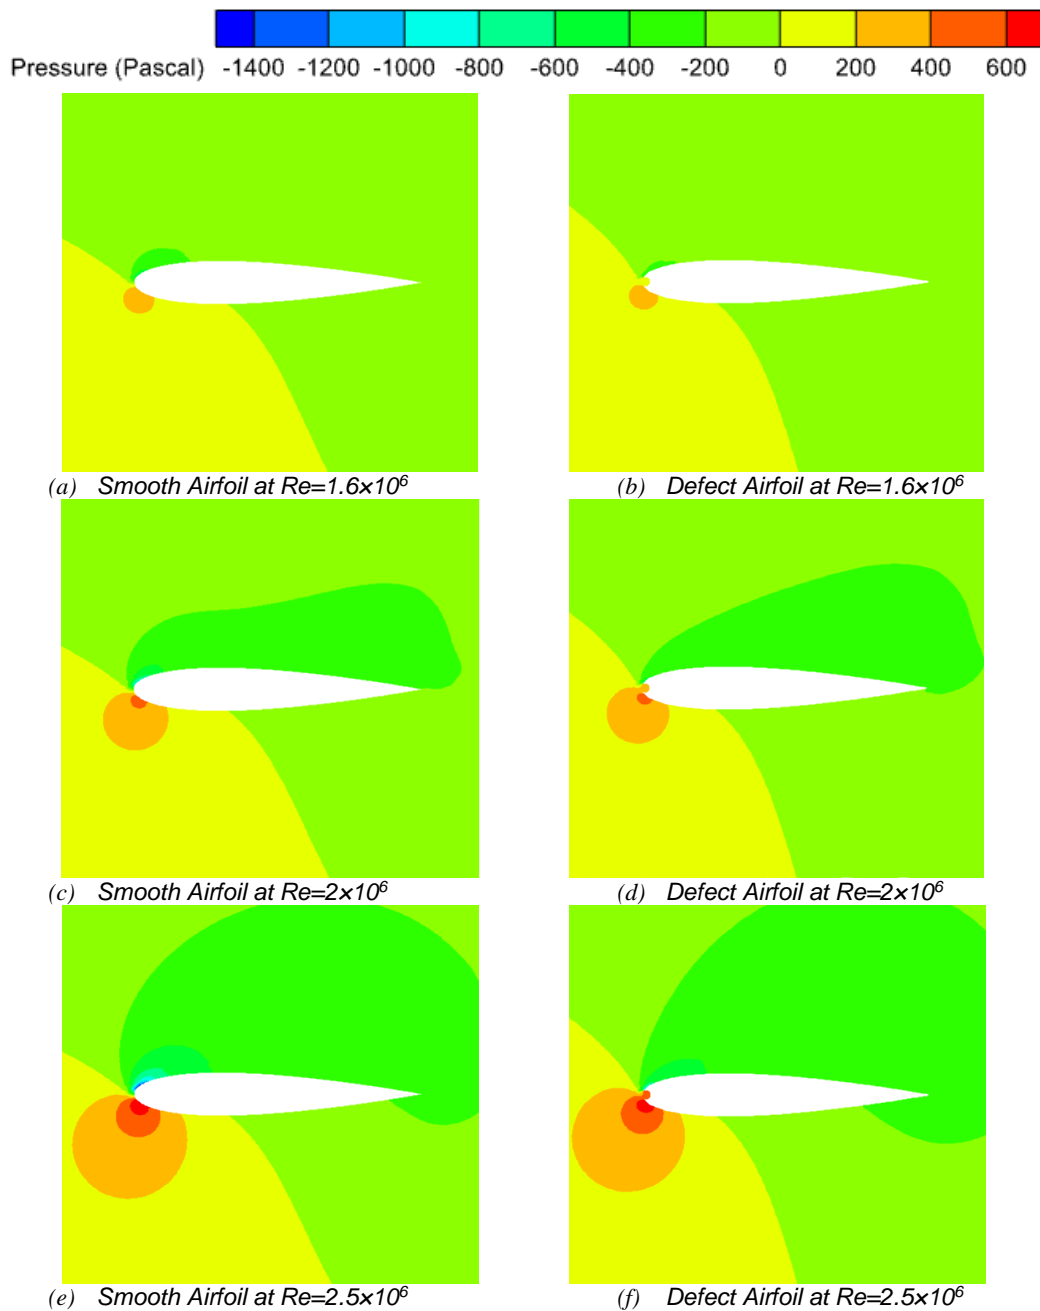 Pressure (Pascal) -1400 -1200 -1000 -800 -600 -400 -200 0 200 400 600
(a) Smooth Airfoil at Re=1.6×10⁶
(b) Defect Airfoil at Re=1.6×10⁶
(c) Smooth Airfoil at Re=2×10⁶
(d) Defect Airfoil at Re=2×10⁶
(e) Smooth Airfoil at Re=2.5×10⁶
(f) Defect Airfoil at Re=2.5×10⁶